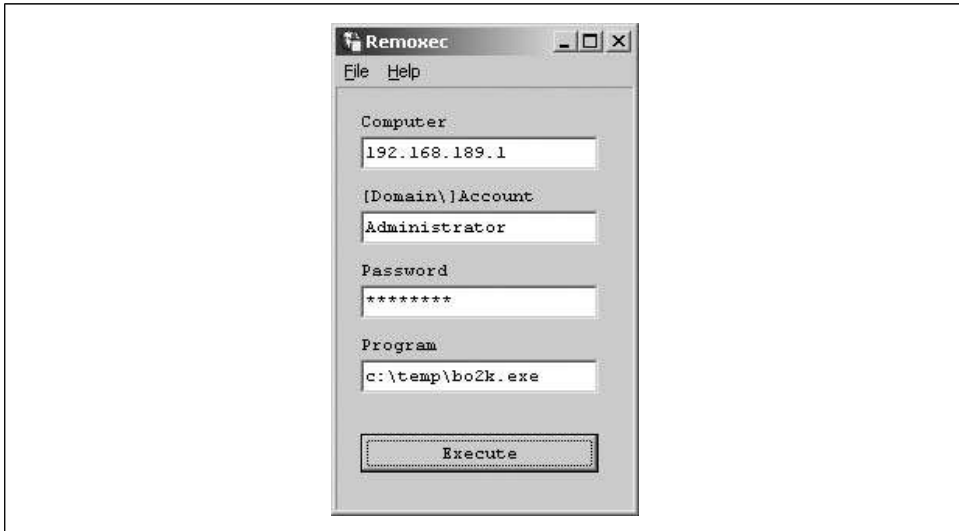 Remoxec
File Help
Computer
192.168.189.1
[Domain\]Account
Administrator
Password
********
Program
c:\temp\bo2k.exe
Execute